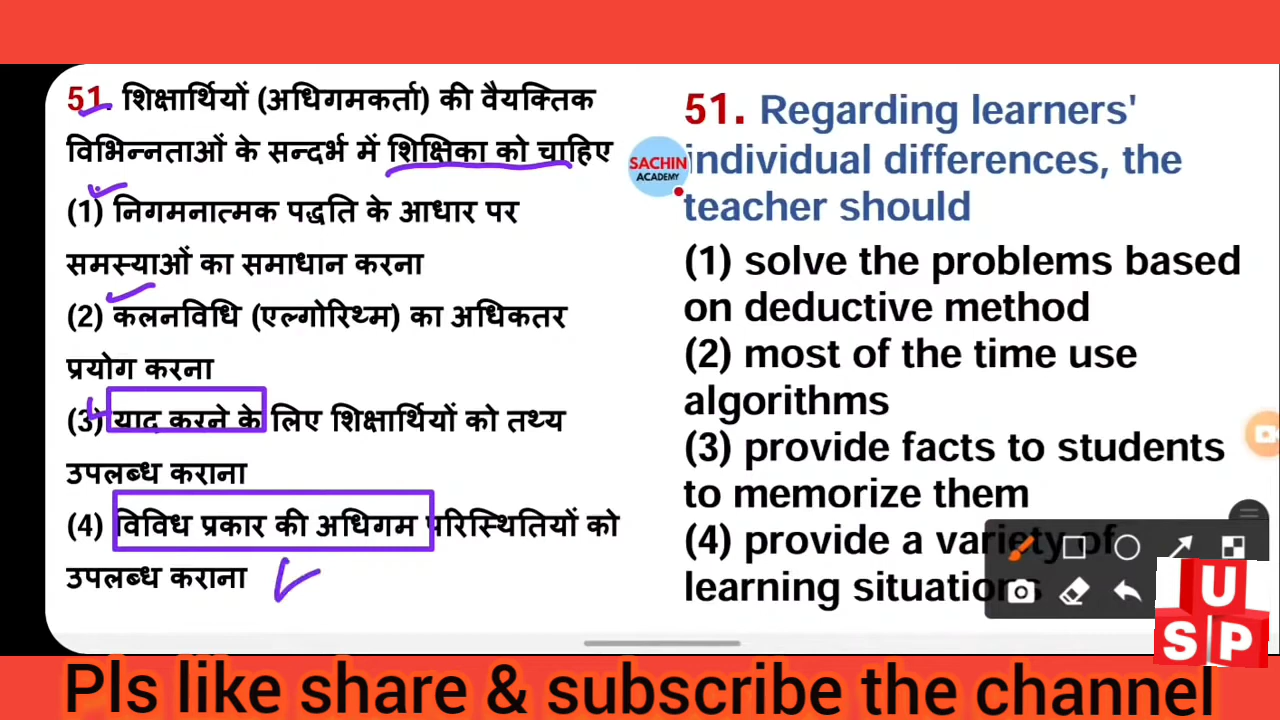 51. शिक्षार्थियों (अधिगमकर्ता) की वैयक्तिक
विभिन्नताओं के सन्दर्भ में शिक्षिका को चाहिए
(1) निगमनात्मक पद्धति के आधार पर
समस्याओं का समाधान करना
(2) कलनविधि (एल्गोरिथ्म) का अधिकतर
प्रयोग करना
(3) याद करने के लिए शिक्षार्थियों को तथ्य
उपलब्ध कराना
(4) विविध प्रकार की अधिगम परिस्थितियों को
उपलब्ध कराना
SACHIN
ACADEMY
51. Regarding learners'
individual differences, the
teacher should
(1) solve the problems based
on deductive method
(2) most of the time use
algorithms
(3) provide facts to students
to memorize them
(4) provide a variety of
learning situations
U
S P
Pls like share & subscribe the channel